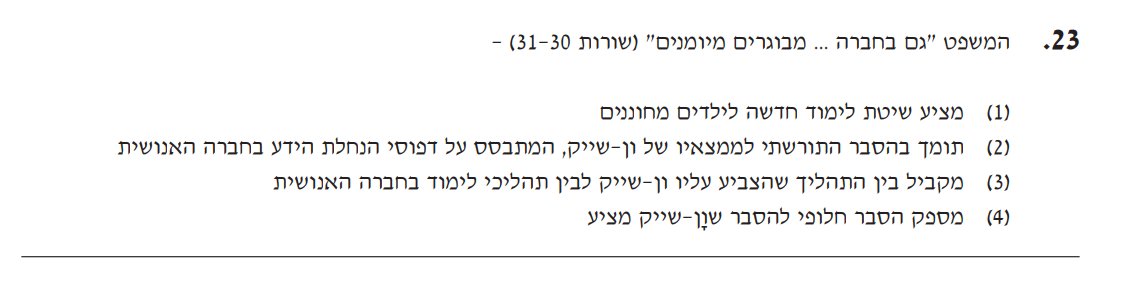 23. המשפט "גם בחברה ... מבוגרים מיומנים" (שורות 30-31) -
(1) מציע שיטת לימוד חדשה לילדים מחוננים
(2) תומך בהסבר התורשתי לממצאיו של ון-שייק, המתבסס על דפוסי הנחלת הידע בחברה האנושית
(3) מקביל בין התהליך שהצביע עליו ון-שייק לבין תהליכי לימוד בחברה האנושית
(4) מספק הסבר חלופי להסבר שוָן-שייק מציע